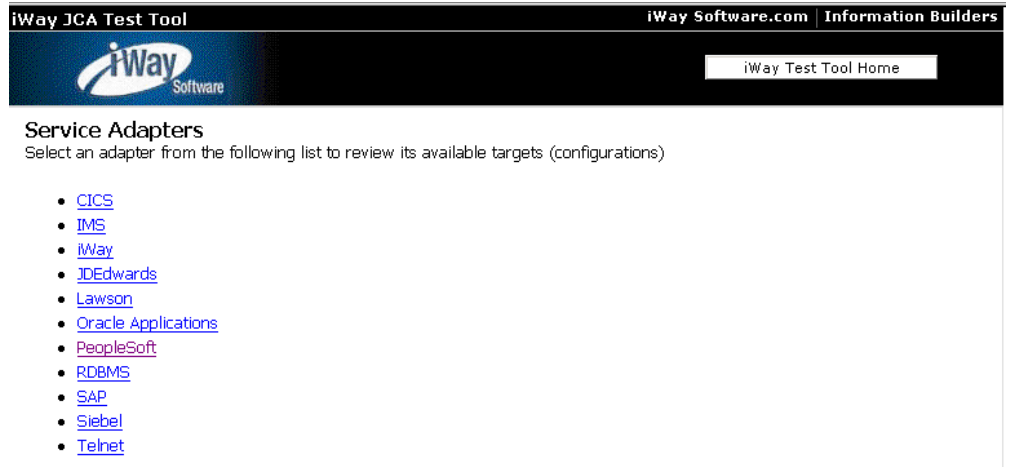 iWay JCA Test Tool iWay Software.com | Information Builders
iWay Software
iWay Test Tool Home
Service Adapters
Select an adapter from the following list to review its available targets (configurations)
CICS
IMS
iWay
JDEdwards
Lawson
Oracle Applications
PeopleSoft
RDBMS
SAP
Siebel
Telnet